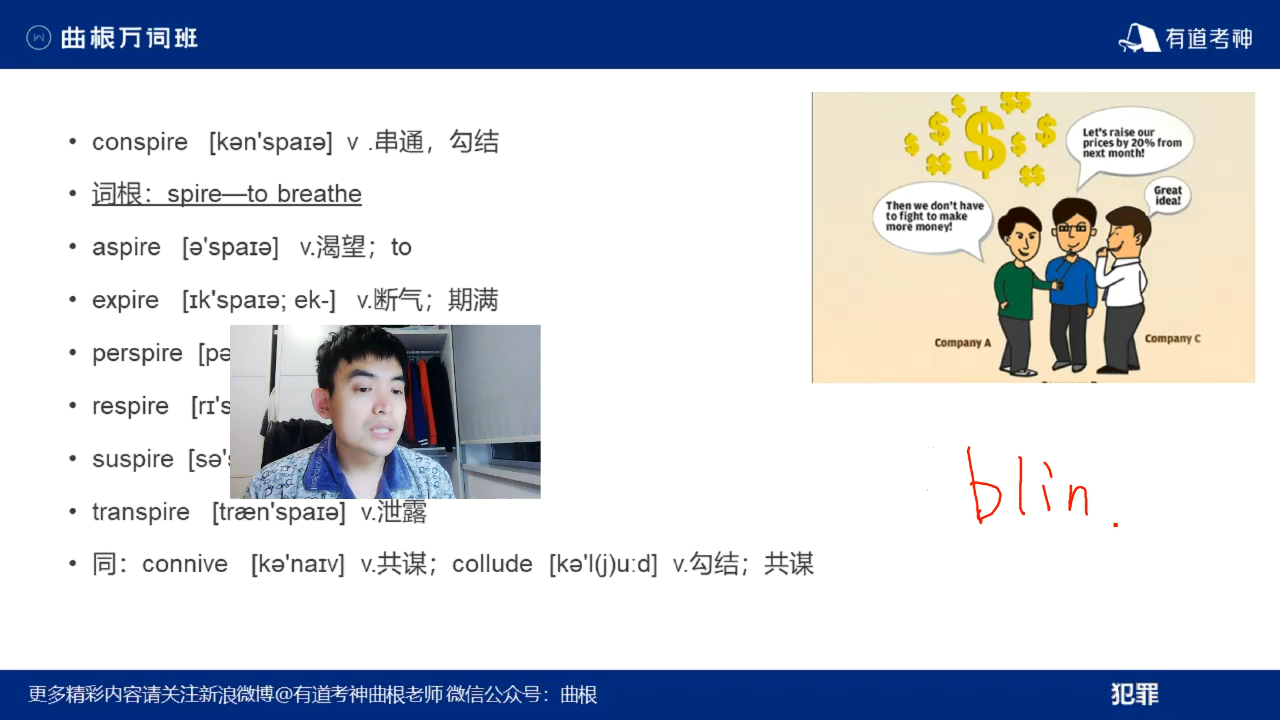 曲根万词班
有道考神
conspire [kən'spaɪə] v .串通，勾结
词根：spire—to breathe
aspire [ə'spaɪə] v.渴望；to
expire [ɪk'spaɪə; ek-] v.断气；期满
perspire [pə
respire [rɪ's
suspire [sə'
transpire [træn'spaɪə] v.泄露
同：connive [kə'naɪv] v.共谋；collude [kə'l(j)uːd] v.勾结；共谋
Let's raise our
prices by 20% from
next month!
Great
idea!
Then we don't have
to fight to make
more money!
Company A
Company C
blin.
更多精彩内容请关注新浪微博@有道考神曲根老师 微信公众号：曲根
犯罪